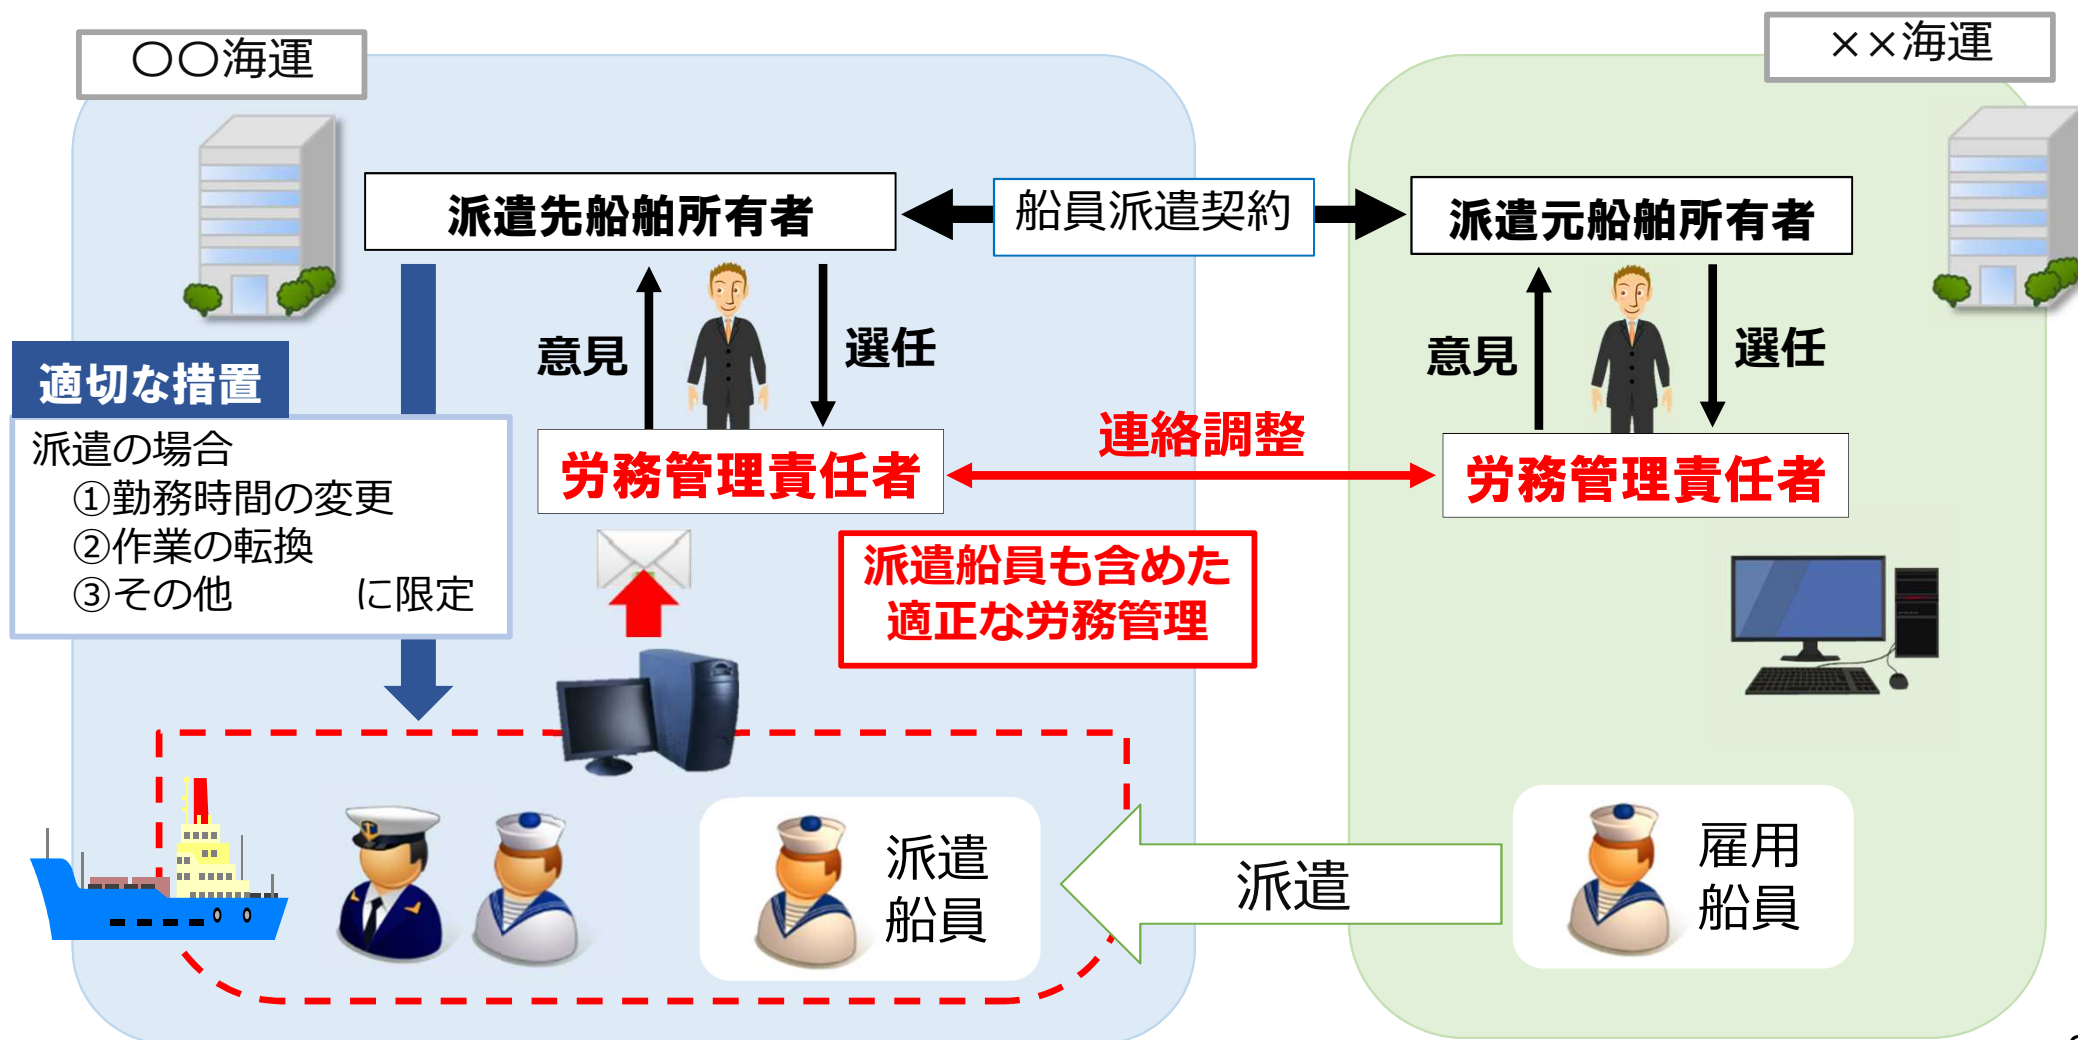 〇〇海運
××海運
派遣先船舶所有者
船員派遣契約
派遣元船舶所有者
意見
選任
意見
選任
適切な措置
派遣の場合
①勤務時間の変更
②作業の転換
③その他 に限定
連絡調整
労務管理責任者
労務管理責任者
派遣船員も含めた
適正な労務管理
派遣
船員
派遣
雇用
船員